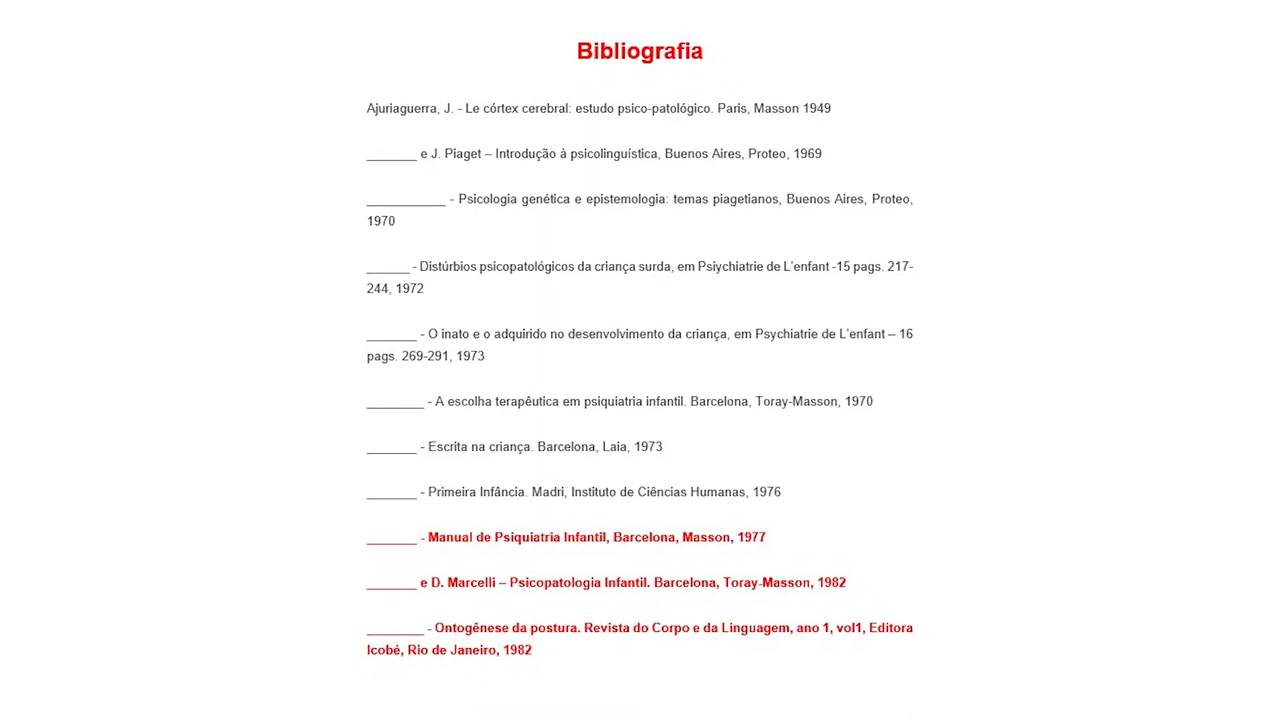 Bibliografia
Ajuriaguerra, J. - Le córtex cerebral: estudo psico-patológico. Paris, Masson 1949
_______ e J. Piaget – Introdução à psicolinguística, Buenos Aires, Proteo, 1969
___________ - Psicologia genética e epistemologia: temas piagetianos, Buenos Aires, Proteo,
1970
______ - Distúrbios psicopatológicos da criança surda, em Psiychiatrie de L'enfant -15 pags. 217-
244, 1972
_______ - O inato e o adquirido no desenvolvimento da criança, em Psychiatrie de L'enfant – 16
pags. 269-291, 1973
________ - A escolha terapêutica em psiquiatria infantil. Barcelona, Toray-Masson, 1970
_______ - Escrita na criança. Barcelona, Laia, 1973
_______ - Primeira Infância. Madri, Instituto de Ciências Humanas, 1976
_______ - Manual de Psiquiatria Infantil, Barcelona, Masson, 1977
_______ e D. Marcelli – Psicopatologia Infantil. Barcelona, Toray-Masson, 1982
________ - Ontogênese da postura. Revista do Corpo e da Linguagem, ano 1, vol1, Editora
Icobé, Rio de Janeiro, 1982